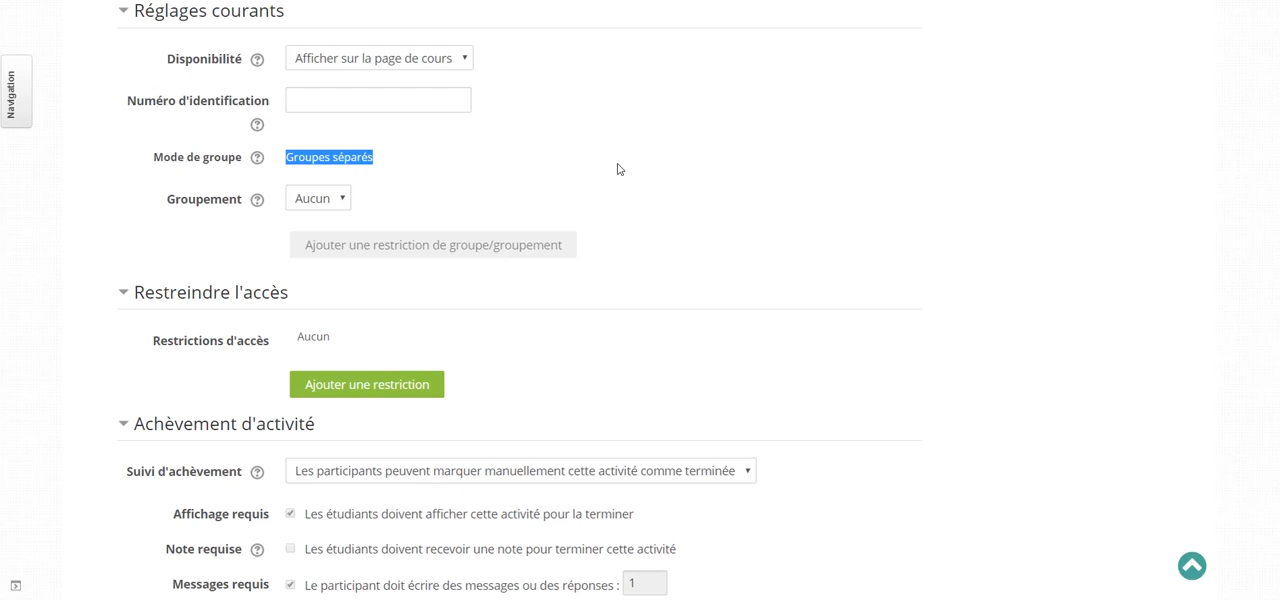 Réglages courants
Navigation
Disponibilité Afficher sur la page de cours
Numéro d'identification
Mode de groupe Groupes séparés
Groupement Aucun
Ajouter une restriction de groupe/groupement
Restreindre l'accès
Restrictions d'accès Aucun
Ajouter une restriction
Achèvement d'activité
Suivi d'achèvement Les participants peuvent marquer manuellement cette activité comme terminée
Affichage requis Les étudiants doivent afficher cette activité pour la terminer
Note requise Les étudiants doivent recevoir une note pour terminer cette activité
Messages requis Le participant doit écrire des messages ou des réponses : 1